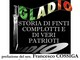 GLADIO
STORIA DI FINTI
COMPLOTTI E DI
VERI PATRIOTI
prefazione del sen. Francesco COSSIGA